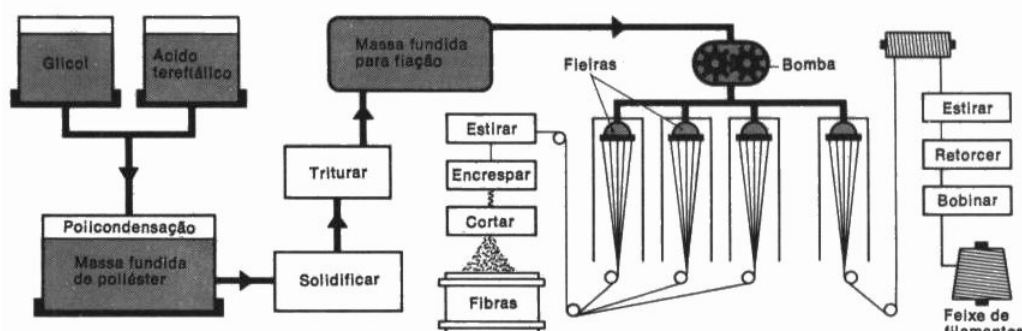 Glicol
Ácido
tereftálico
Policondensação
Massa fundida
de poliéster
Solidificar
Triturar
Massa fundida
para fiação
Bomba
Fieiras
Estirar
Encrespar
Cortar
Fibras
Estirar
Retorcer
Bobinar
Feixe de
filamentos